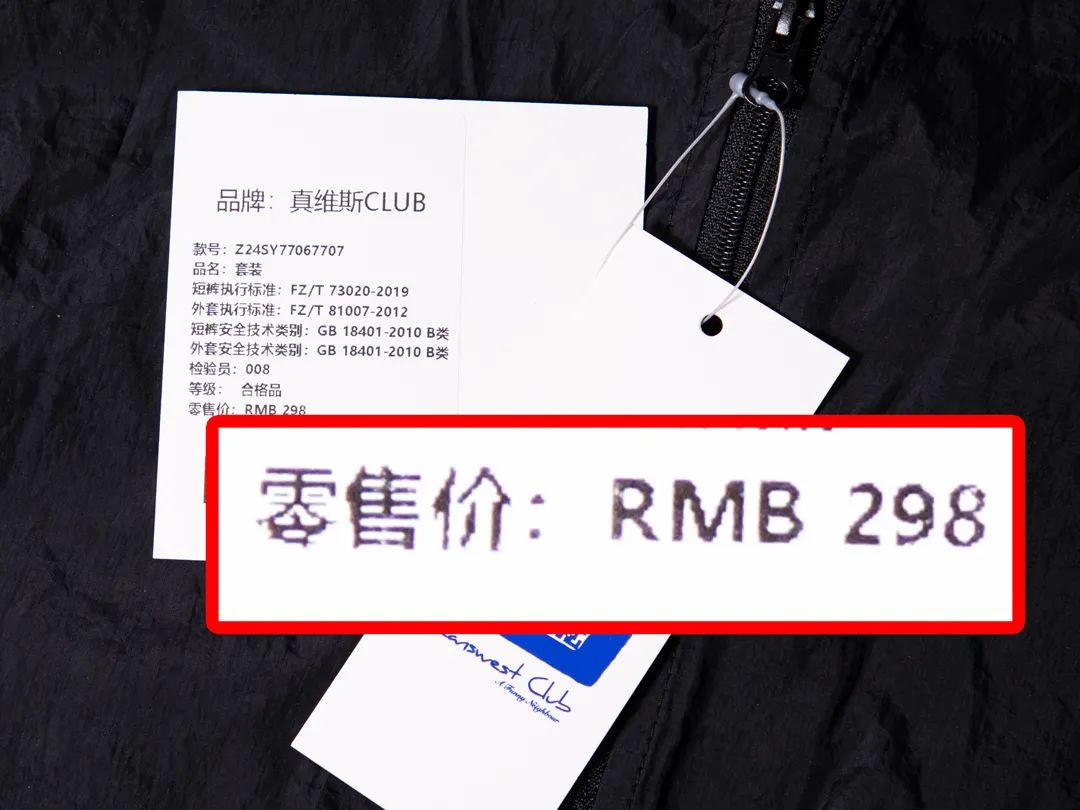 品牌：真维斯CLUB
款号：Z24SY77067707
品名：套装
短裤执行标准：FZ/T 73020-2019
外套执行标准：FZ/T 81007-2012
短裤安全技术类别：GB 18401-2010 B类
外套安全技术类别：GB 18401-2010 B类
检验员：008
等级： 合格品
零售价：RMB 298
零售价：RMB 298
eanswest Club
A Funny Neighbour